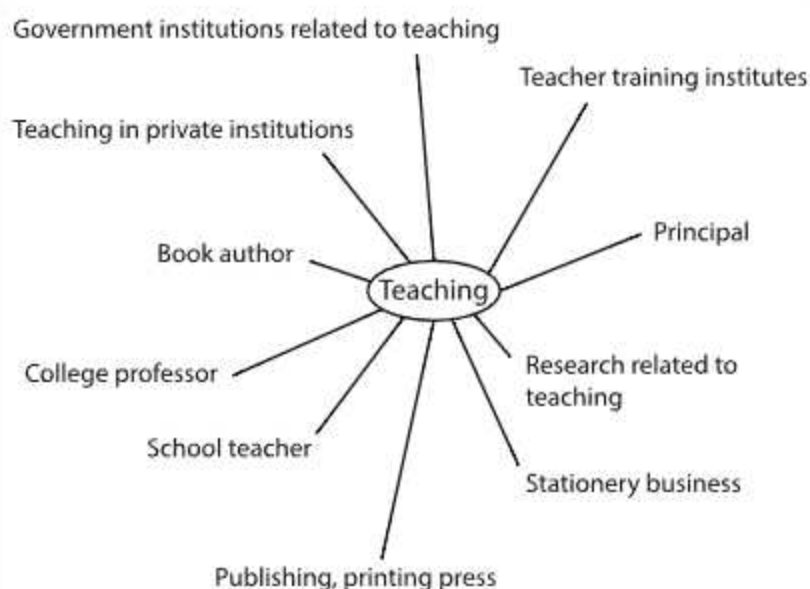 Government institutions related to teaching
Teacher training institutes
Teaching in private institutions
Principal
Book author
Teaching
Research related to
teaching
College professor
School teacher
Stationery business
Publishing, printing press